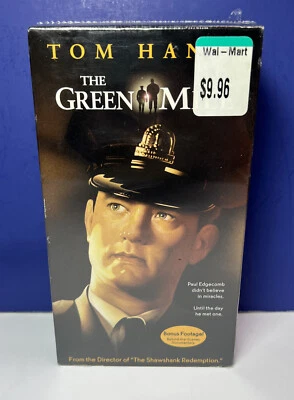 TOM HAN
Wal-Mart
$9.96
THE
GREEN M
Paul Edgecomb
didn't believe
in miracles.
Until the day
he met one.
Bonus Footage!
From the Director of "The Shawshank Redemption."